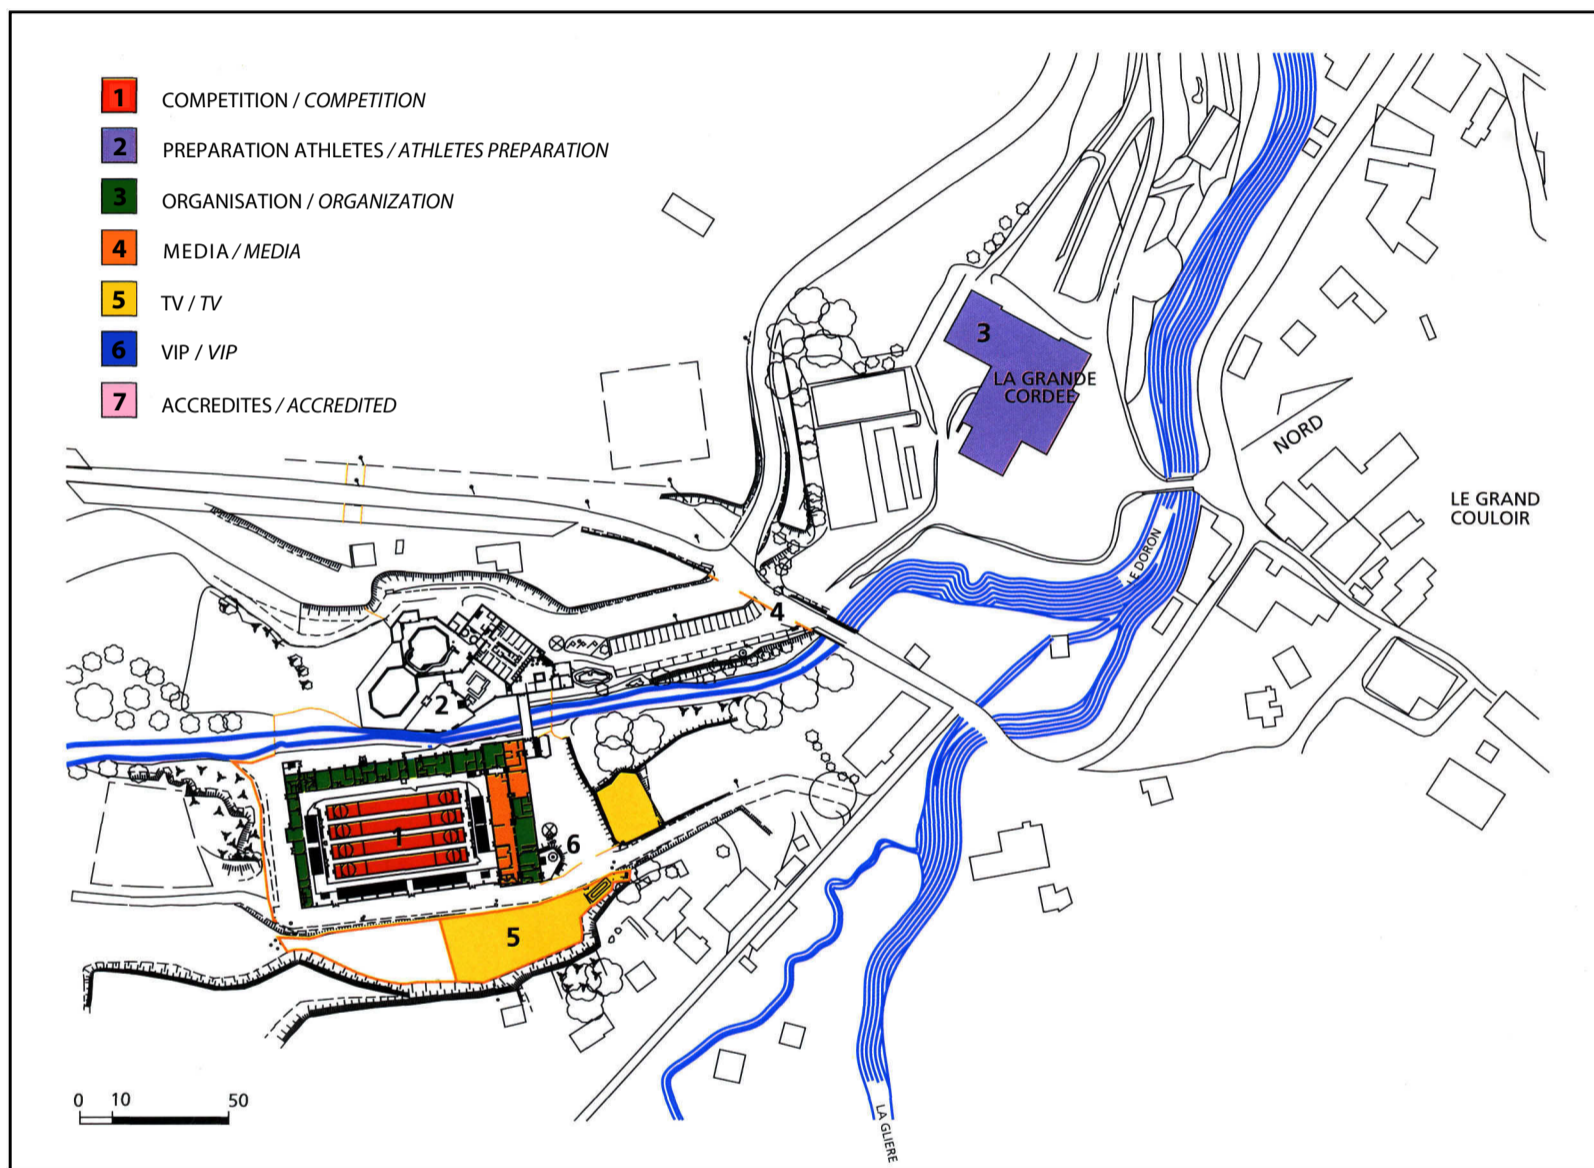 1 COMPETITION / COMPETITION
2 PREPARATION ATHLETES / ATHLETES PREPARATION
3 ORGANISATION / ORGANIZATION
4 MEDIA / MEDIA
5 TV / TV
6 VIP / VIP
7 ACCREDITES / ACCREDITED
3
LA GRANDE
CORDEE
NORD
LE GRAND
COULOIR
LE DORON
4
2
1
6
5
0 10 50
LA GLIERE